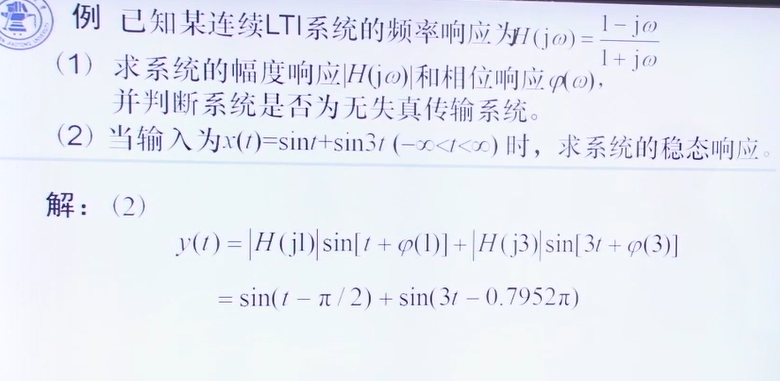 例 已知某连续LTI系统的频率响应为H(jω)=\frac{1-jω}{1+jω}
(1) 求系统的幅度响应|H(jω)|和相位响应φ(ω),
并判断系统是否为无失真传输系统。
(2) 当输入为x(t)=sint+sin3t (-∞<t<∞) 时，求系统的稳态响应。
解：(2)
y(t)=|H(j1)|sin[t+φ(1)]+|H(j3)|sin[3t+φ(3)]
=sin(t-π/2)+sin(3t-0.7952π)